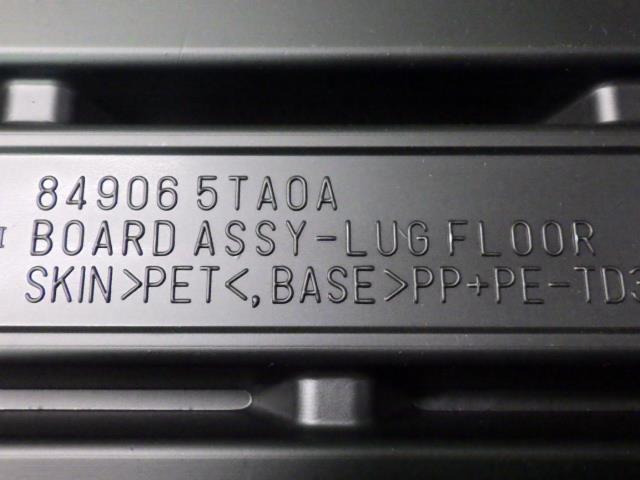 84906 5TA0A
BOARD ASSY-LUG FLOOR
SKIN>PET<,BASE>PP+PE-TD3